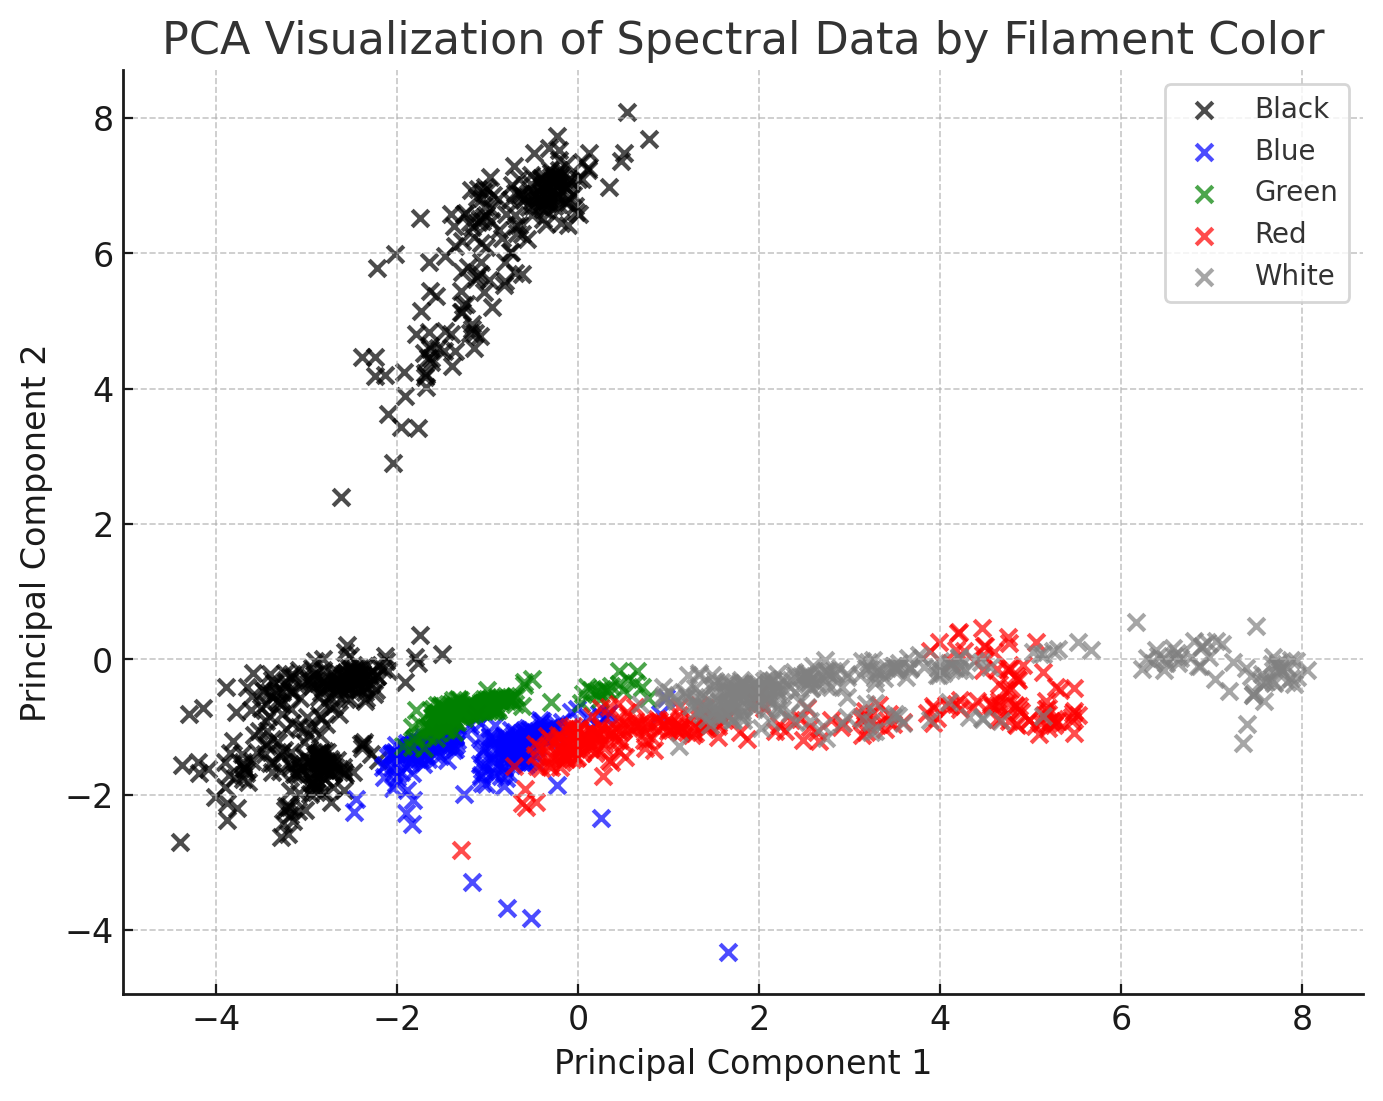 PCA Visualization of Spectral Data by Filament Color
Black
Blue
Green
Red
White
8
6
4
2
0
−2
−4
Principal Component 2
−4
−2
0
2
4
6
8
Principal Component 1